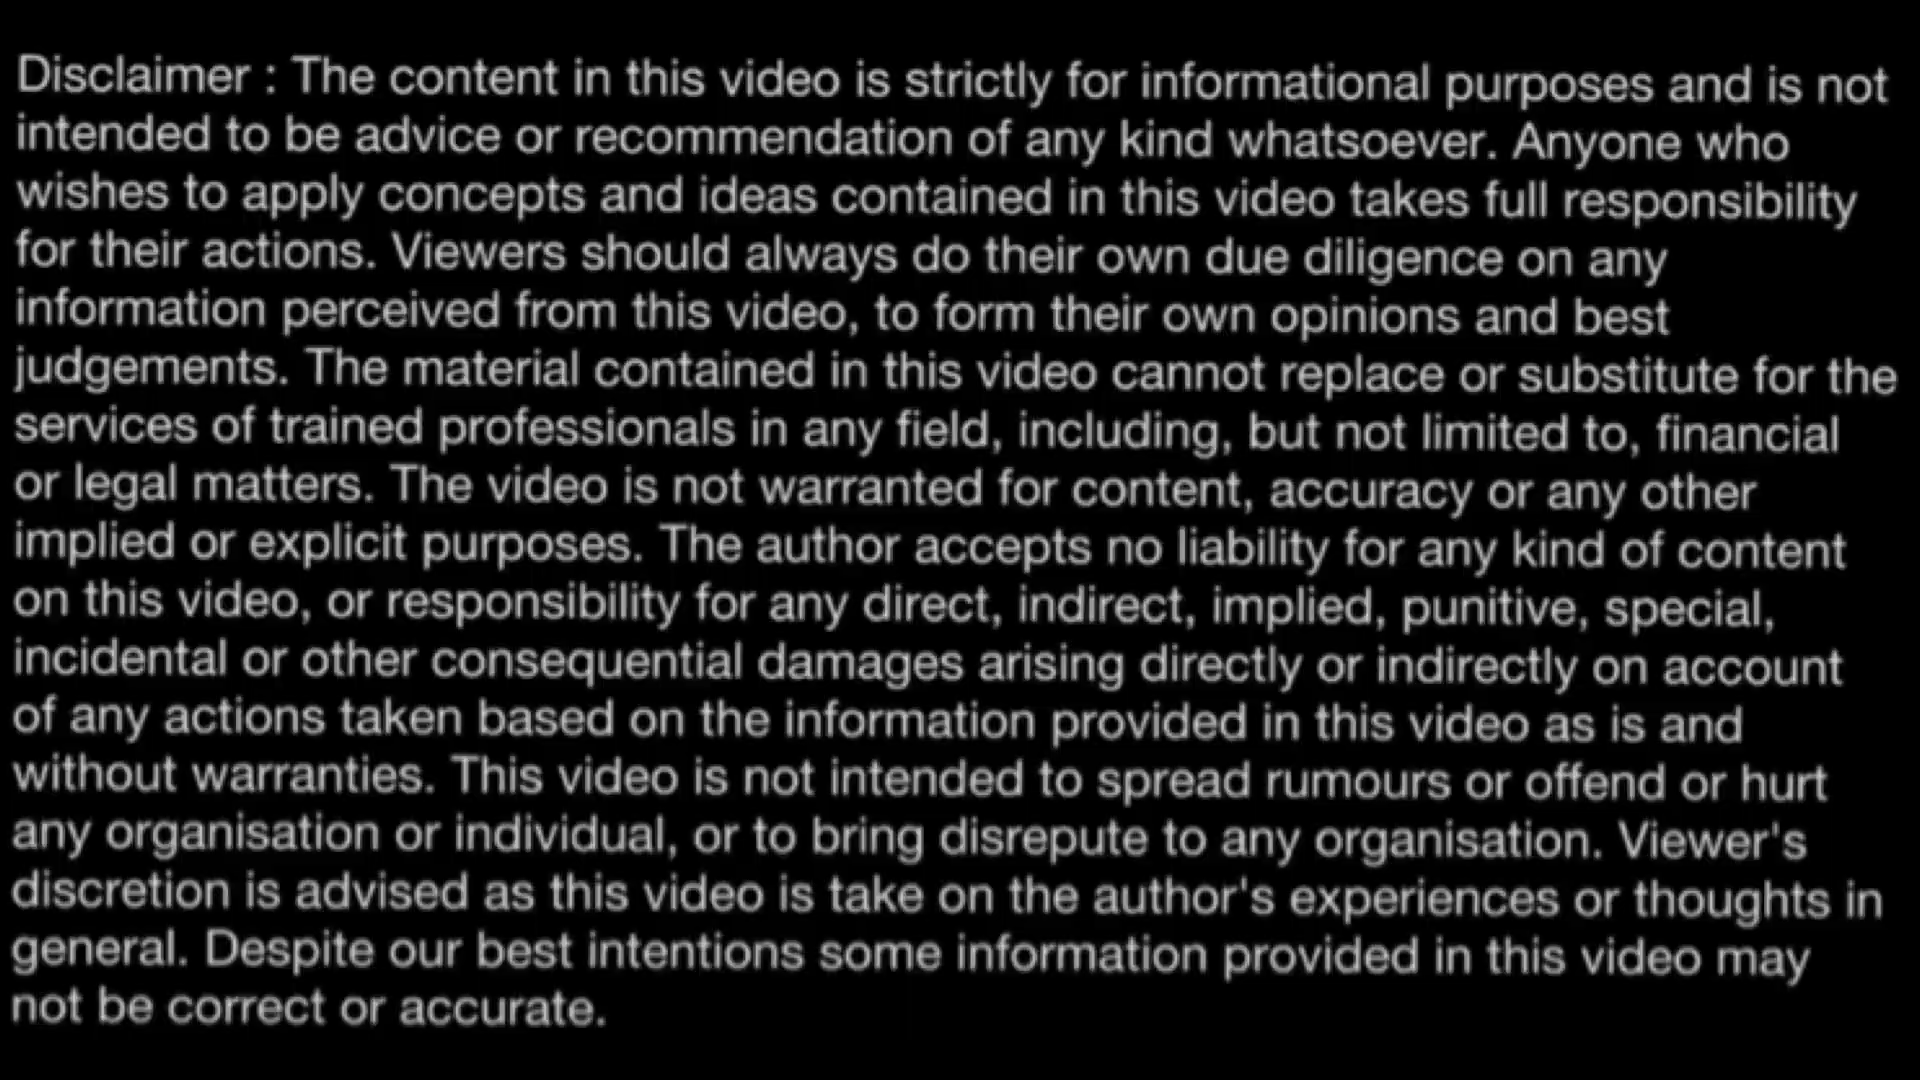 Disclaimer : The content in this video is strictly for informational purposes and is not
intended to be advice or recommendation of any kind whatsoever. Anyone who
wishes to apply concepts and ideas contained in this video takes full responsibility
for their actions. Viewers should always do their own due diligence on any
information perceived from this video, to form their own opinions and best
judgements. The material contained in this video cannot replace or substitute for the
services of trained professionals in any field, including, but not limited to, financial
or legal matters. The video is not warranted for content, accuracy or any other
implied or explicit purposes. The author accepts no liability for any kind of content
on this video, or responsibility for any direct, indirect, implied, punitive, special,
incidental or other consequential damages arising directly or indirectly on account
of any actions taken based on the information provided in this video as is and
without warranties. This video is not intended to spread rumours or offend or hurt
any organisation or individual, or to bring disrepute to any organisation. Viewer's
discretion is advised as this video is take on the author's experiences or thoughts in
general. Despite our best intentions some information provided in this video may
not be correct or accurate.